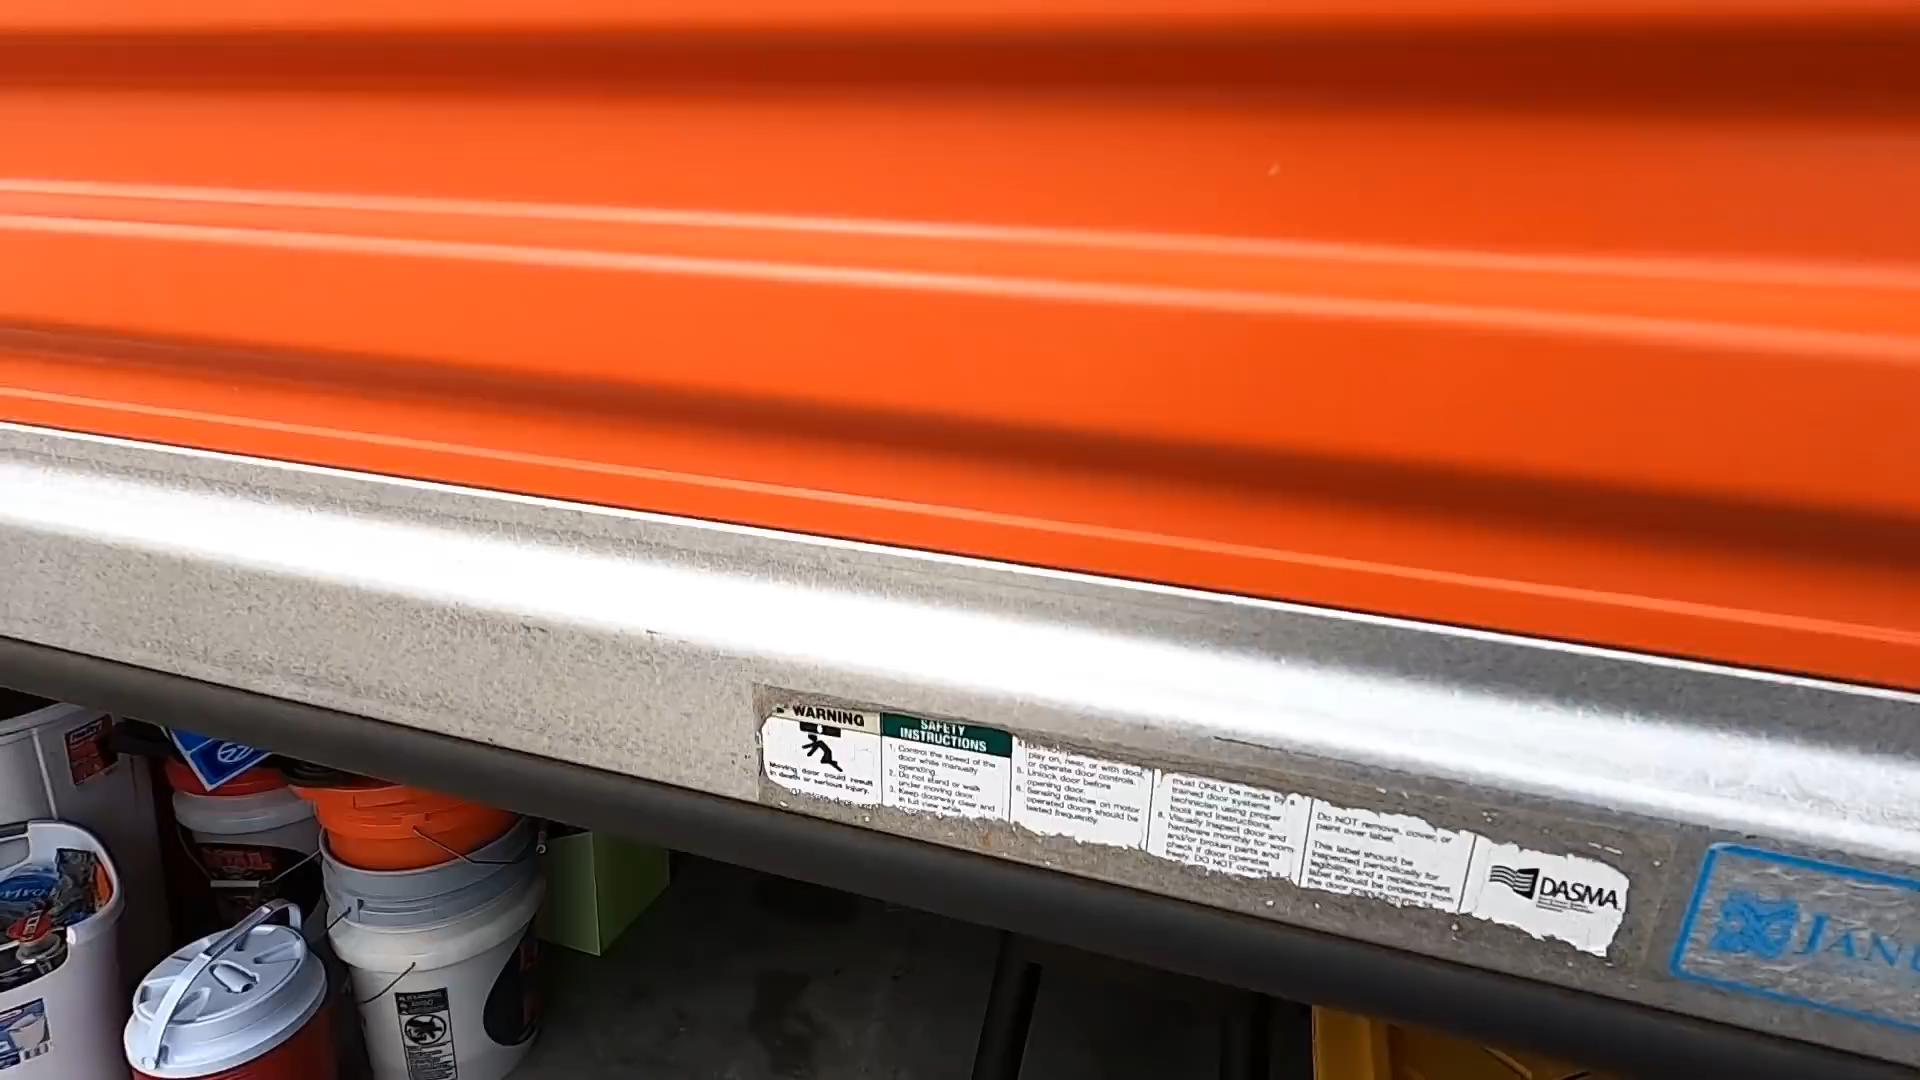 WARNING
Moving door could result
in death or serious injury.
SAFETY
INSTRUCTIONS
1. Control the speed of the
door while manually
operating.
2. Do not stand or walk
under moving door.
3. Keep doorway clear and
in full view while
play on, near, or with door,
or operate door controls.
5. Unlock door before
opening door.
6. Sensing devices on motor
operated doors should be
tested frequently.
must ONLY be made by a
trained door systems
technician using proper
tools and instructions.
8. Visually inspect door and
hardware monthly for worn
and/or broken parts and
check if door operates
freely. DO NOT operate
Do NOT remove, cover, or
paint over label.
This label should be
inspected periodically for
legibility, and a replacement
label should be ordered from
the door
DASMA
JANU